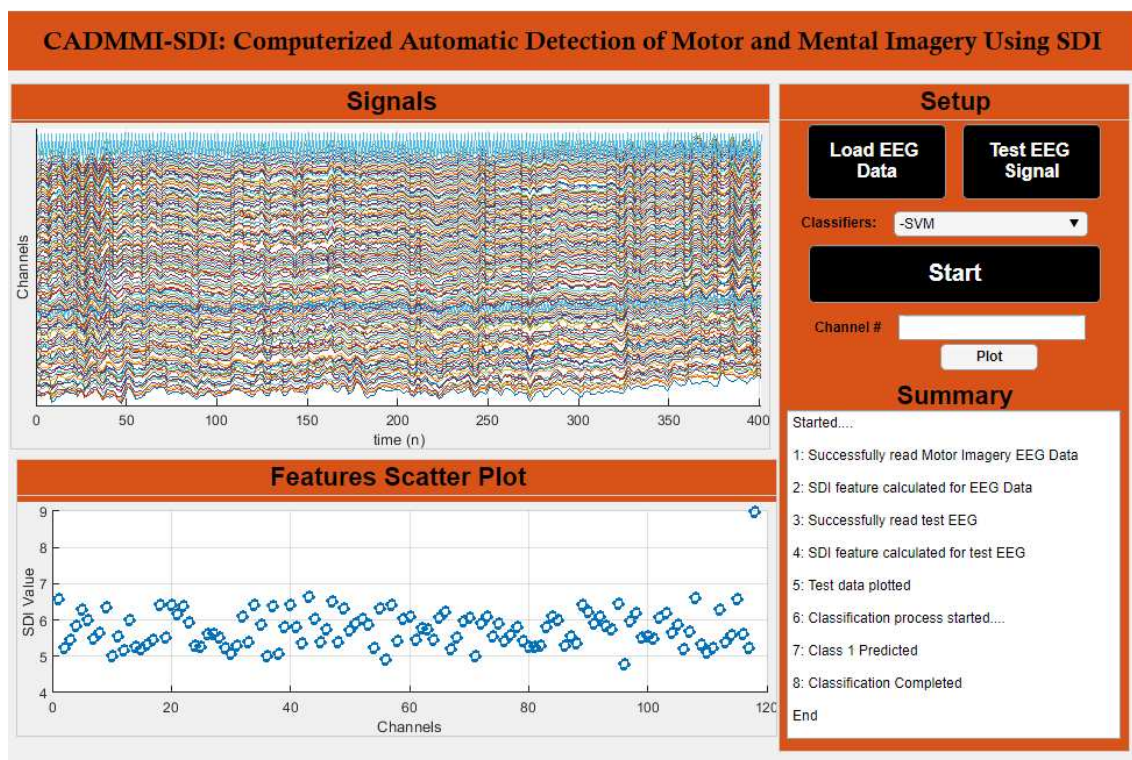 CADMMI-SDI: Computerized Automatic Detection of Motor and Mental Imagery Using SDI
Signals
Channels
0 50 100 150 200 250 300 350 400
time (n)
Features Scatter Plot
9
8
7
6
5
4
SDI Value
0 20 40 60 80 100 120
Channels
Setup
Load EEG
Data
Test EEG
Signal
Classifiers: -SVM
Start
Channel #
Plot
Summary
Started....
1: Successfully read Motor Imagery EEG Data
2: SDI feature calculated for EEG Data
3: Successfully read test EEG
4: SDI feature calculated for test EEG
5: Test data plotted
6: Classification process started....
7: Class 1 Predicted
8: Classification Completed
End